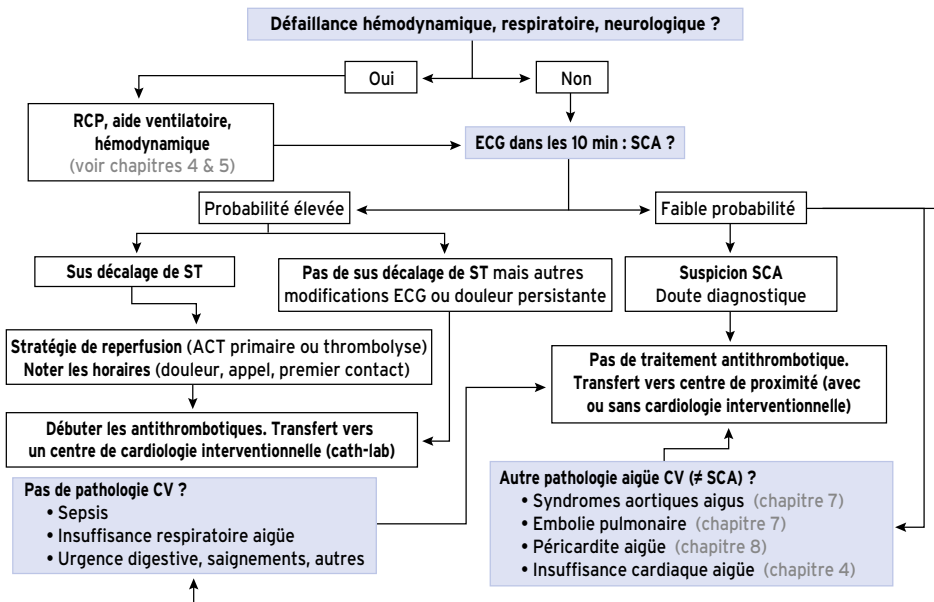 Défaillance hémodynamique, respiratoire, neurologique ?
Oui
Non
RCP, aide ventilatoire,
hémodynamique
(voir chapitres 4 & 5)
ECG dans les 10 min : SCA ?
Probabilité élevée
Faible probabilité
Sus décalage de ST
Pas de sus décalage de ST mais autres
modifications ECG ou douleur persistante
Suspicion SCA
Doute diagnostique
Stratégie de reperfusion (ACT primaire ou thrombolyse)
Noter les horaires (douleur, appel, premier contact)
Pas de traitement antithrombotique.
Transfert vers centre de proximité (avec
ou sans cardiologie interventionnelle)
Débuter les antithrombotiques. Transfert vers
un centre de cardiologie interventionnelle (cath-lab)
Pas de pathologie CV ?
• Sepsis
• Insuffisance respiratoire aigüe
• Urgence digestive, saignements, autres
Autre pathologie aigüe CV (≠ SCA) ?
• Syndromes aortiques aigus (chapitre 7)
• Embolie pulmonaire (chapitre 7)
• Péricardite aigüe (chapitre 8)
• Insuffisance cardiaque aigüe (chapitre 4)